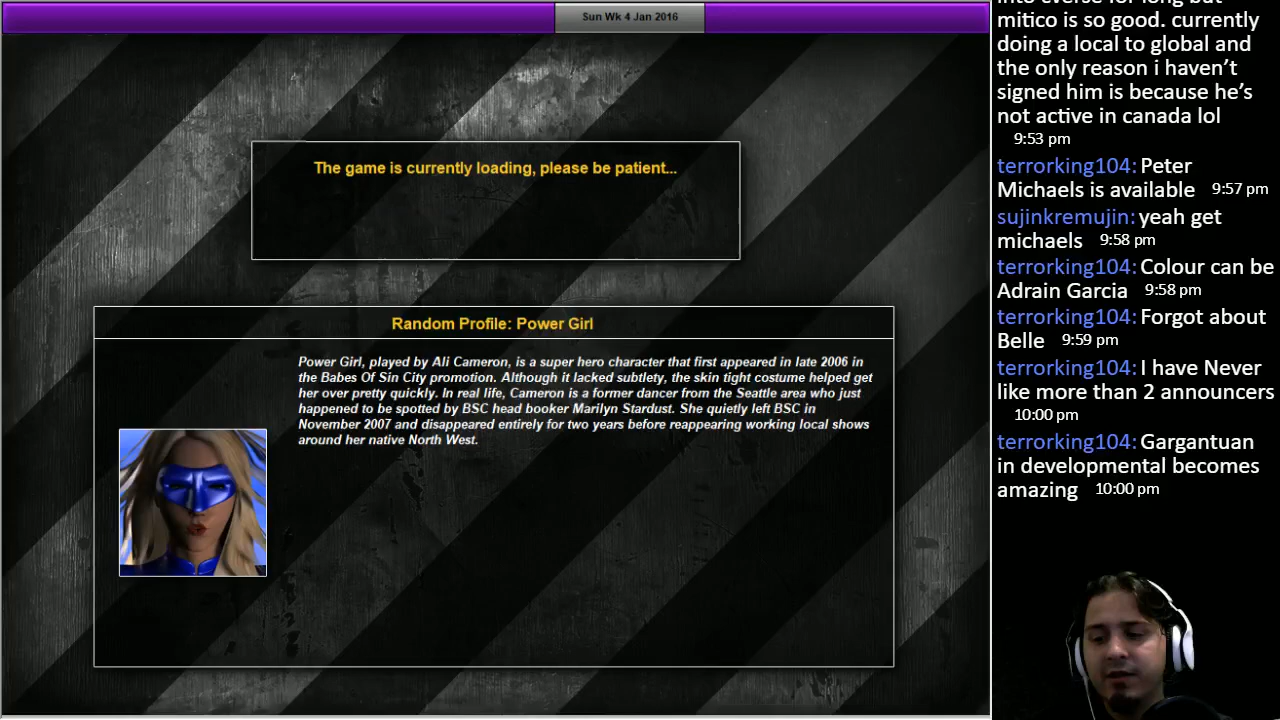 Sun Wk 4 Jan 2016
The game is currently loading, please be patient...
Random Profile: Power Girl
Power Girl, played by Ali Cameron, is a super hero character that first appeared in late 2006 in
the Babes Of Sin City promotion. Although it lacked subtlety, the skin tight costume helped get
her over pretty quickly. In real life, Cameron is a former dancer from the Seattle area who just
happened to be spotted by BSC head booker Marilyn Stardust. She quietly left BSC in
November 2007 and disappeared entirely for two years before reappearing working local shows
around her native North West.
into cverse for long but
mitico is so good. currently
doing a local to global and
the only reason i haven't
signed him is because he's
not active in canada lol
9:53 pm
terrorking104: Peter
Michaels is available 9:57 pm
sujinkremujin: yeah get
michaels 9:58 pm
terrorking104: Colour can be
Adrain Garcia 9:58 pm
terrorking104: Forgot about
Belle 9:59 pm
terrorking104: I have Never
like more than 2 announcers
10:00 pm
terrorking104: Gargantuan
in developmental becomes
amazing 10:00 pm